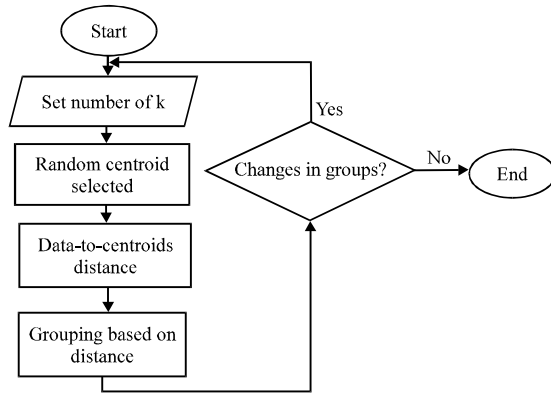 Start
Set number of k
Random centroid
selected
Data-to-centroids
distance
Grouping based on
distance
Yes
Changes in groups?
No
End